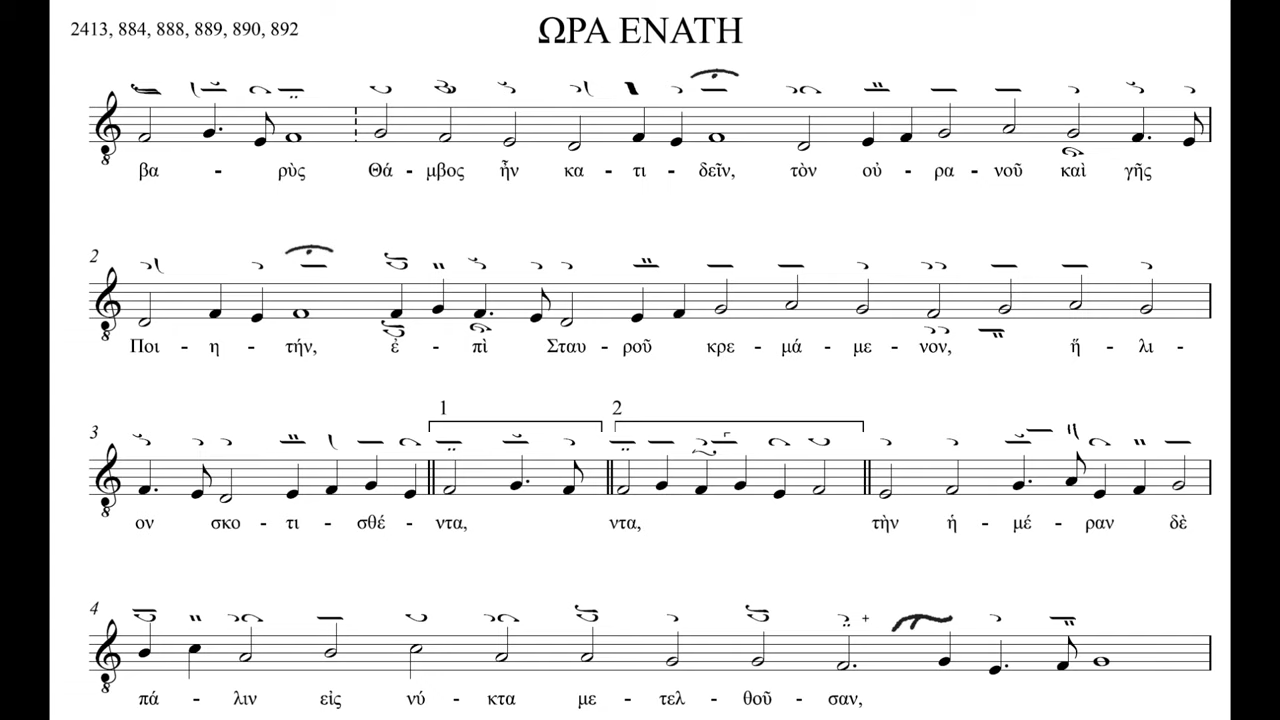 2413, 884, 888, 889, 890, 892
ΩΡΑ ΕΝΑΤΗ
βα - ρὺς Θά - μβος ἦν κα - τι - δεῖν, τὸν οὐ - ρα - νοῦ καὶ γῆς
2
Ποι - η - τήν, ἐ - πὶ Σταυ - ροῦ κρε - μά - με - νον, ἥ - λι -
3
1 2
ον σκο - τι - σθέ - ντα, ντα, τὴν ἡ - μέ - ραν δὲ
4
πά - λιν εἰς νύ - κτα με - τελ - θοῦ - σαν,